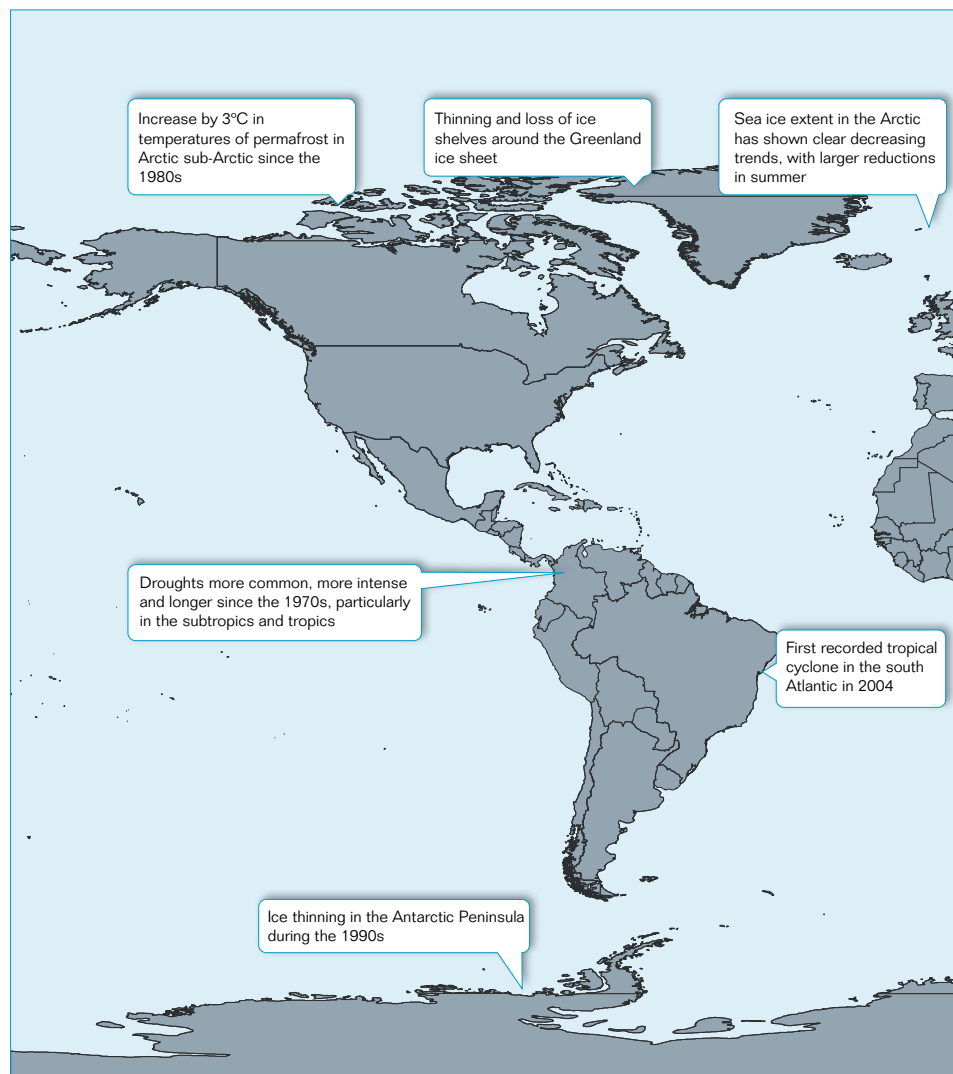 Increase by 3ºC in
temperatures of permafrost in
Arctic sub-Arctic since the
1980s
Thinning and loss of ice
shelves around the Greenland
ice sheet
Sea ice extent in the Arctic
has shown clear decreasing
trends, with larger reductions
in summer
Droughts more common, more intense
and longer since the 1970s, particularly
in the subtropics and tropics
First recorded tropical
cyclone in the south
Atlantic in 2004
Ice thinning in the Antarctic Peninsula
during the 1990s